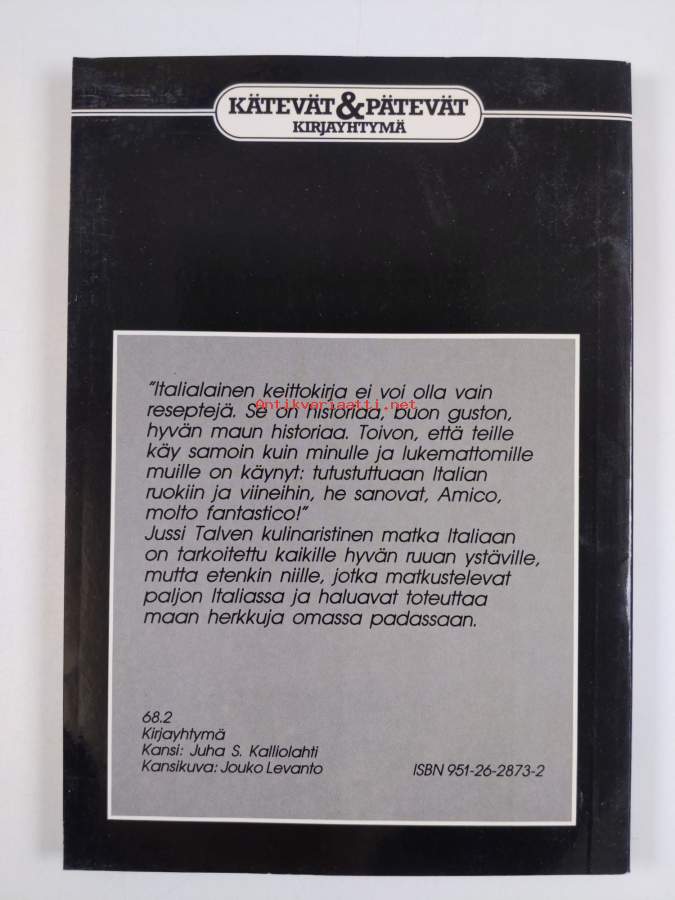 KÄTEVÄT&PÄTEVÄT
KIRJAYHTYMÄ
"Italialainen keittokirja ei voi olla vain
reseptejä. Se on historiaa, buon guston,
Antikvariaatti.net
hyvän maun historiaa. Toivon, että teille
käy samoin kuin minulle ja lukemattomille
muille on käynyt: tutustuttuaan Italian
ruokiin ja viineihin, he sanovat, Amico,
molto fantastico!"
Jussi Talven kulinaristinen matka Italiaan
on tarkoitettu kaikille hyvän ruuan ystäville,
mutta etenkin niille, jotka matkustelevat
paljon Italiassa ja haluavat toteuttaa
maan herkkuja omassa padassaan.
68.2
Kirjayhtymä
Kansi: Juha S. Kalliolahti
Kansikuva: Jouko Levanto
ISBN 951-26-2873-2